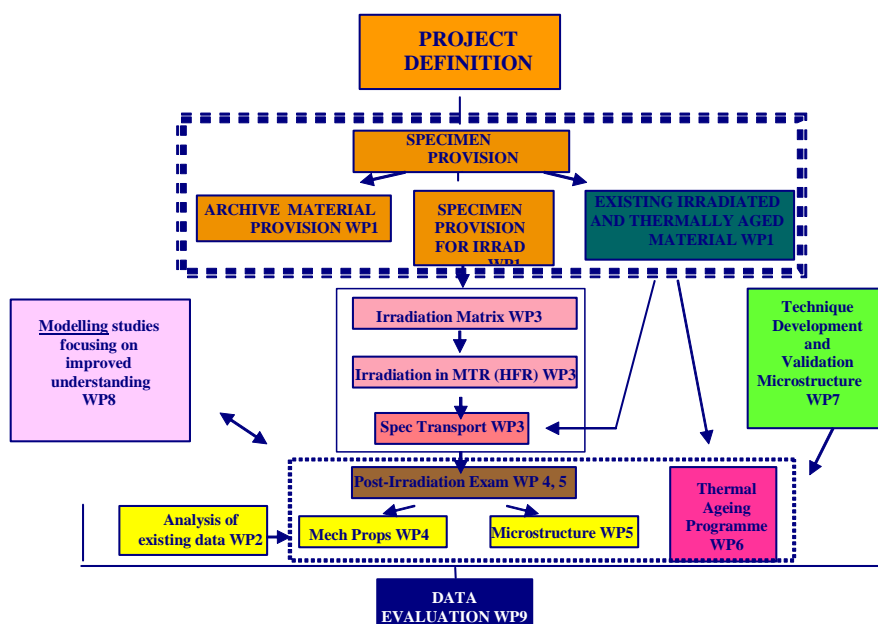 PROJECT
DEFINITION
SPECIMEN
PROVISION
ARCHIVE MATERIAL
PROVISION WP1
SPECIMEN
PROVISION
FOR IRRAD
WP1
EXISTING IRRADIATED
AND THERMALLY AGED
MATERIAL WP1
Modelling studies
focusing on
improved
understanding
WP8
Irradiation Matrix WP3
Irradiation in MTR (HFR) WP3
Spec Transport WP3
Technique
Development
and
Validation
Microstructure
WP7
Post-Irradiation Exam WP 4, 5
Mech Props WP4
Microstructure WP5
Thermal
Ageing
Programme
WP6
Analysis of
existing data WP2
DATA
EVALUATION WP9